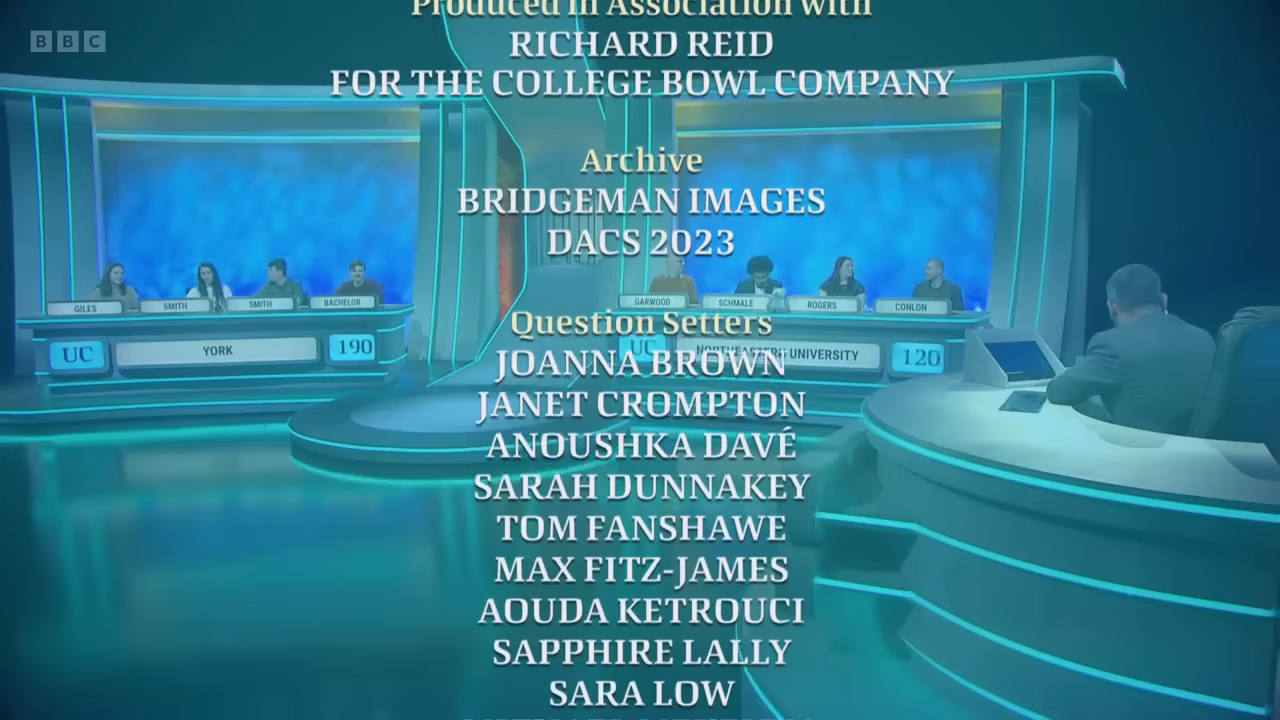 Produced in Association with
BBC
RICHARD REID
FOR THE COLLEGE BOWL COMPANY
Archive
BRIDGEMAN IMAGES
DACS 2023
GILES
SMITH
SMITH
BACHELOR
GARWOOD
SCHMALE
ROGERS
CONLON
Question Setters
UC
YORK
190
UC
NORTHEASTERN UNIVERSITY
120
JOANNA BROWN
JANET CROMPTON
ANOUSHKA DAVÉ
SARAH DUNNAKEY
TOM FANSHAWE
MAX FITZ-JAMES
AOUDA KETROUCI
SAPPHIRE LALLY
SARA LOW